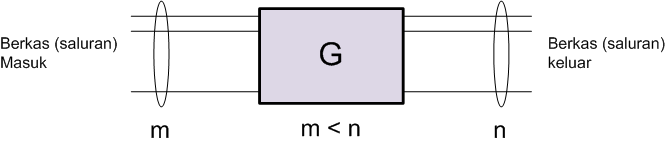 Berkas (saluran)
Masuk
G
Berkas (saluran)
keluar
m
m < n
n